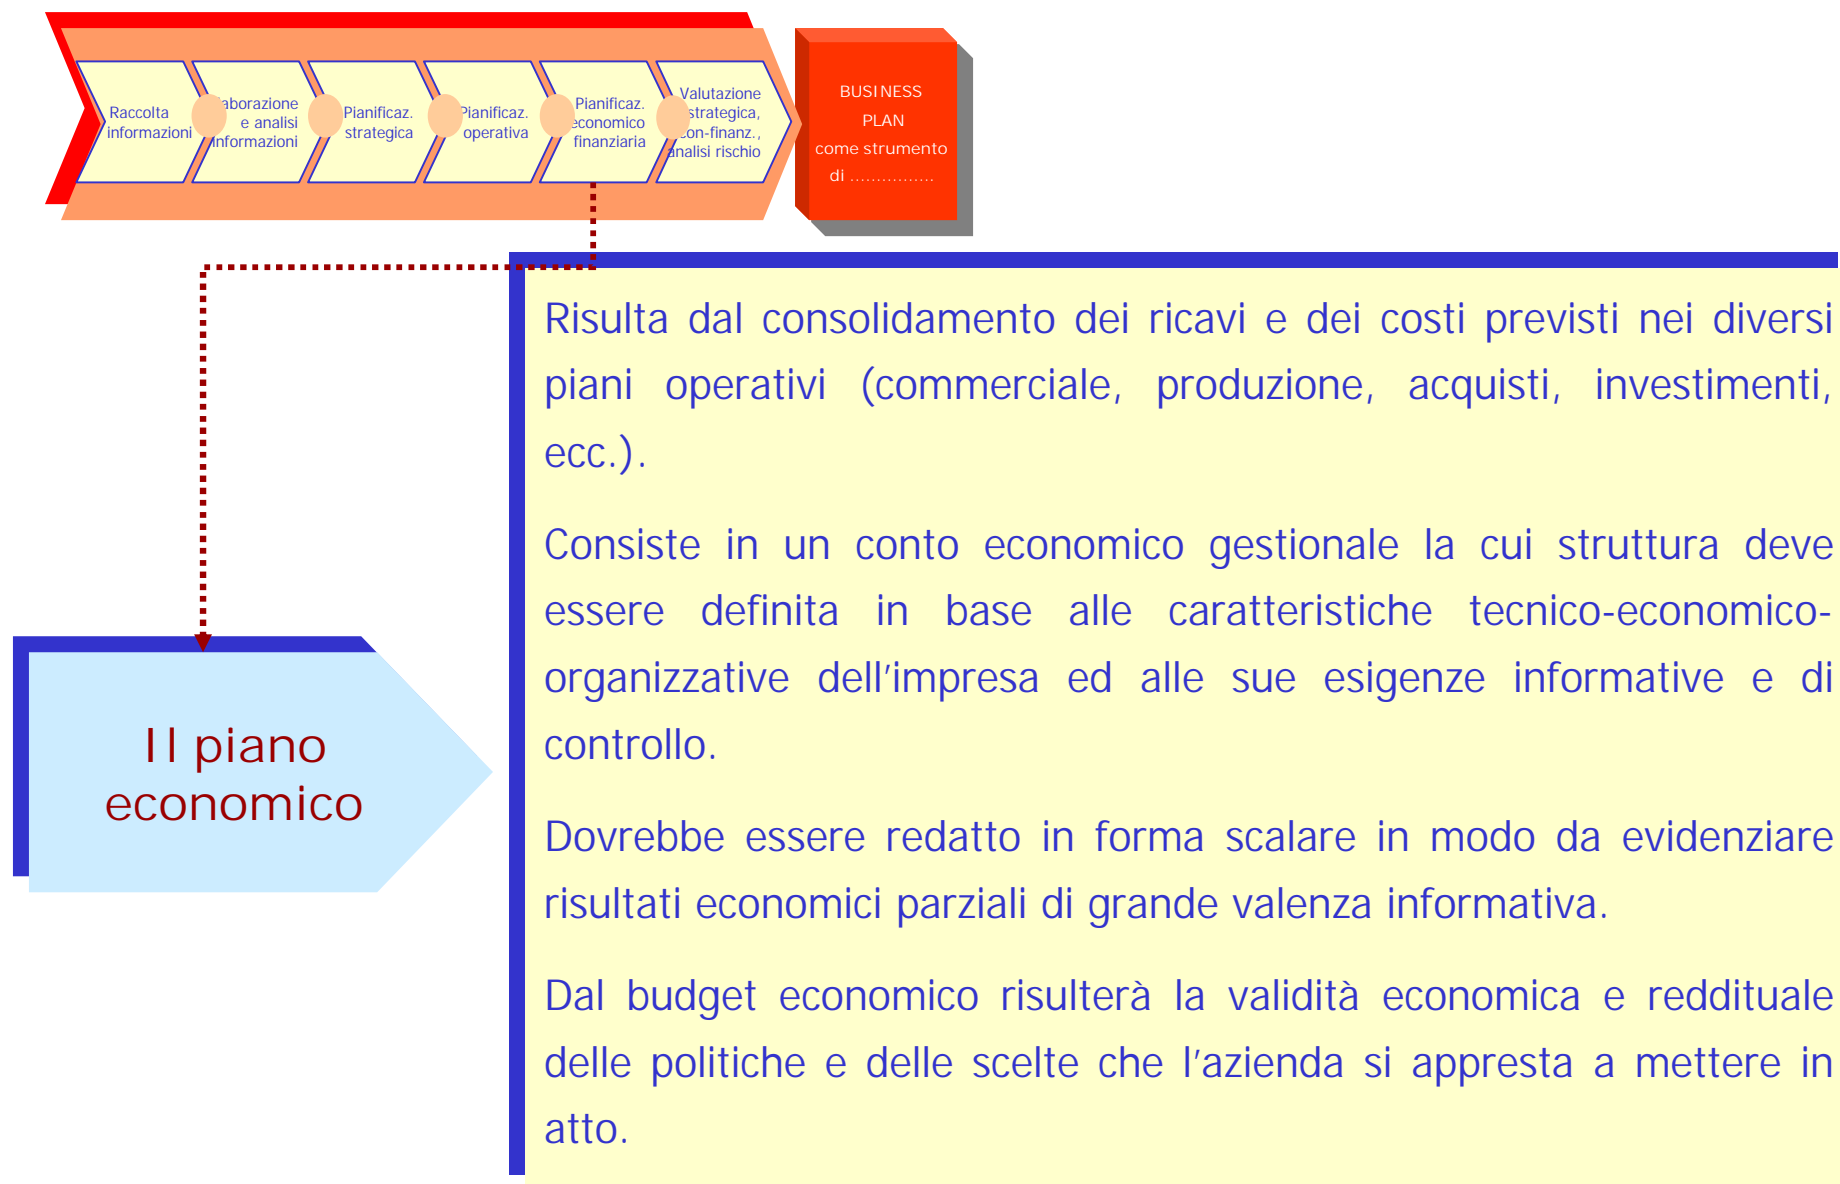 Raccolta
informazioni
e analisi
informazioni
Pianificaz.
strategica
Pianificaz.
operativa
Pianificaz.
economico
finanziaria
Valutazione
strategica,
analisi rischio
BUSINESS
PLAN
come strumento
di ................
Il piano
economico
Risulta dal consolidamento dei ricavi e dei costi previsti nei diversi
piani operativi (commerciale, produzione, acquisti, investimenti,
ecc.).
Consiste in un conto economico gestionale la cui struttura deve
essere definita in base alle caratteristiche tecnico-economico-
organizzative dell'impresa ed alle sue esigenze informative e di
controllo.
Dovrebbe essere redatto in forma scalare in modo da evidenziare
risultati economici parziali di grande valenza informativa.
Dal budget economico risulterà la validità economica e reddituale
delle politiche e delle scelte che l'azienda si appresta a mettere in
atto.